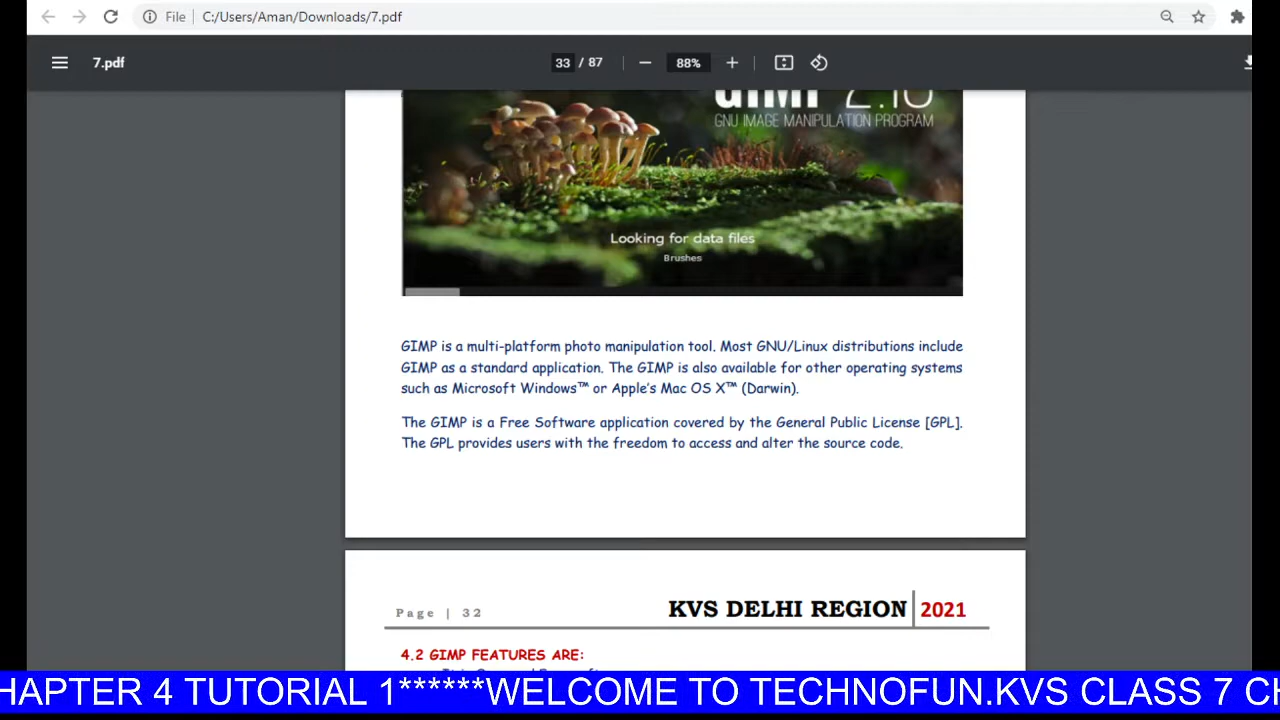 File C:/Users/Aman/Downloads/7.pdf
7.pdf 33 / 87 88%
GIMP 2.10
GNU IMAGE MANIPULATION PROGRAM
Looking for data files
Brushes
GIMP is a multi-platform photo manipulation tool. Most GNU/Linux distributions include
GIMP as a standard application. The GIMP is also available for other operating systems
such as Microsoft Windows™ or Apple's Mac OS X™ (Darwin).
The GIMP is a Free Software application covered by the General Public License [GPL].
The GPL provides users with the freedom to access and alter the source code.
Page | 32 KVS DELHI REGION 2021
4.2 GIMP FEATURES ARE:
HAPTER 4 TUTORIAL 1******WELCOME TO TECHNOFUN.KVS CLASS 7 CH